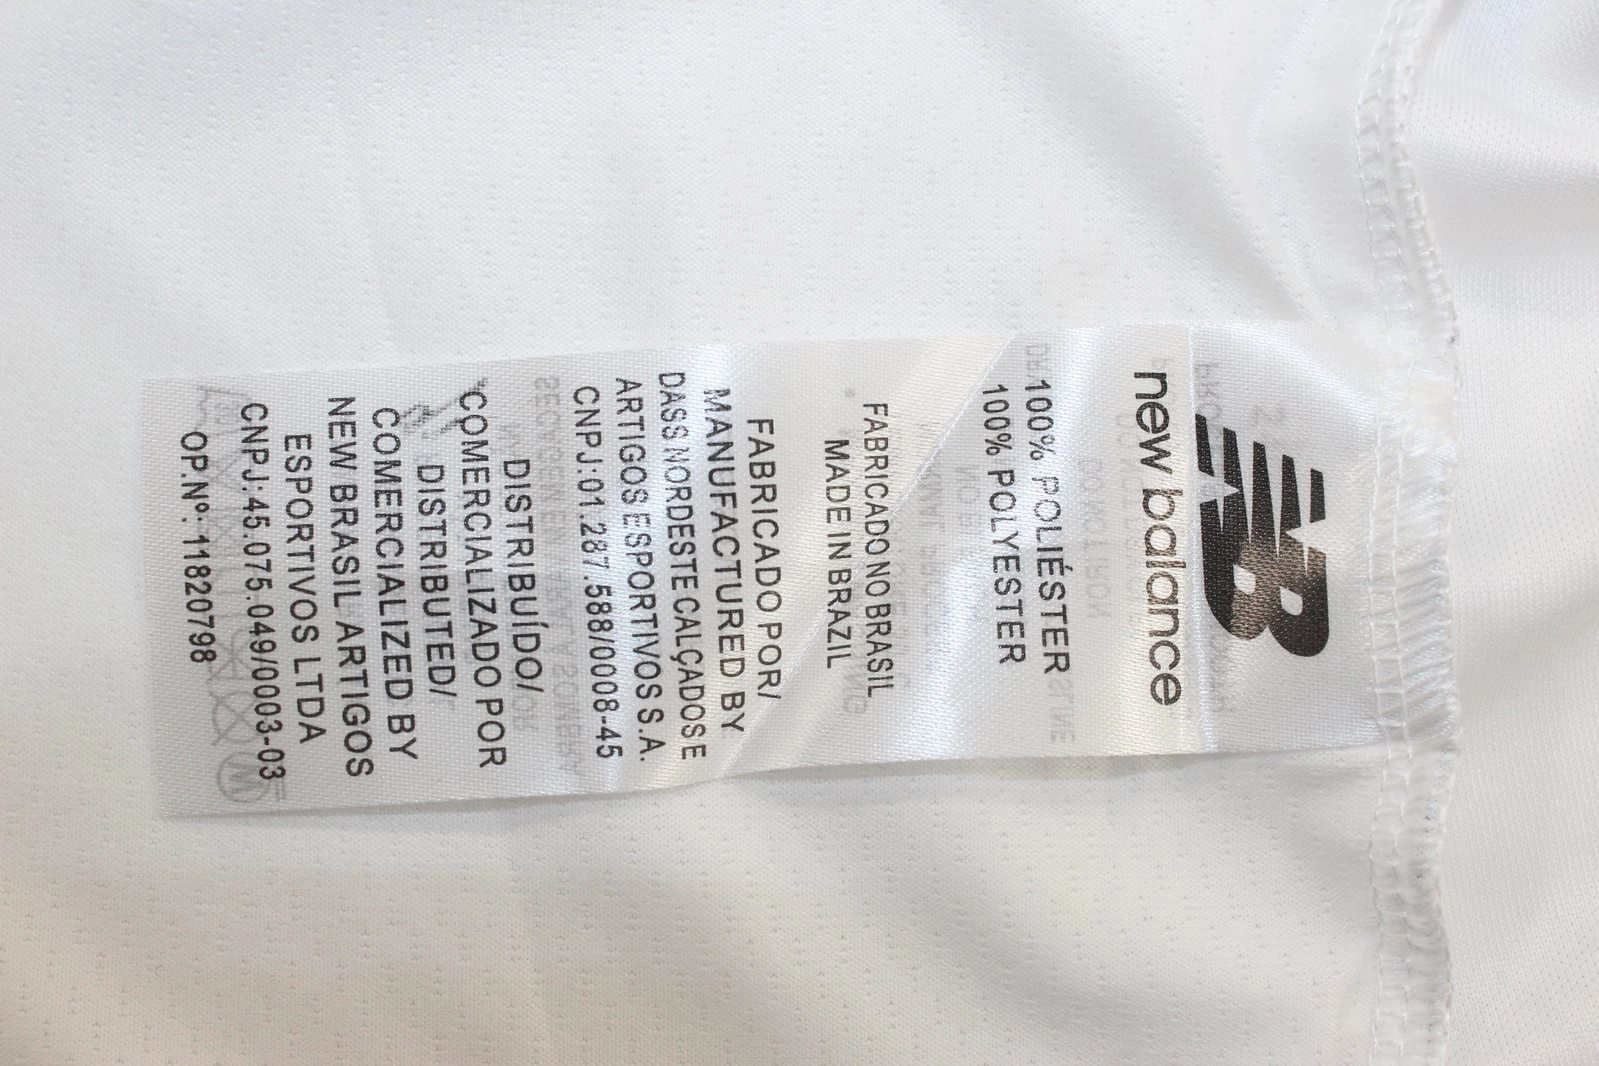 NB
new balance
100% POLIÉSTER
100% POLYESTER
FABRICADO NO BRASIL
MADE IN BRAZIL
FABRICADO POR/
MANUFACTURED BY
DASS NORDESTE CALÇADOS E
ARTIGOS ESPORTIVOS S.A.
CNPJ:01.287.588/0008-45
DISTRIBUÍDO/
COMERCIALIZADO POR
DISTRIBUTED/
COMERCIALIZED BY
NEW BRASIL ARTIGOS
ESPORTIVOS LTDA
CNPJ:45.075.049/0003-03
OP.Nº:11820798